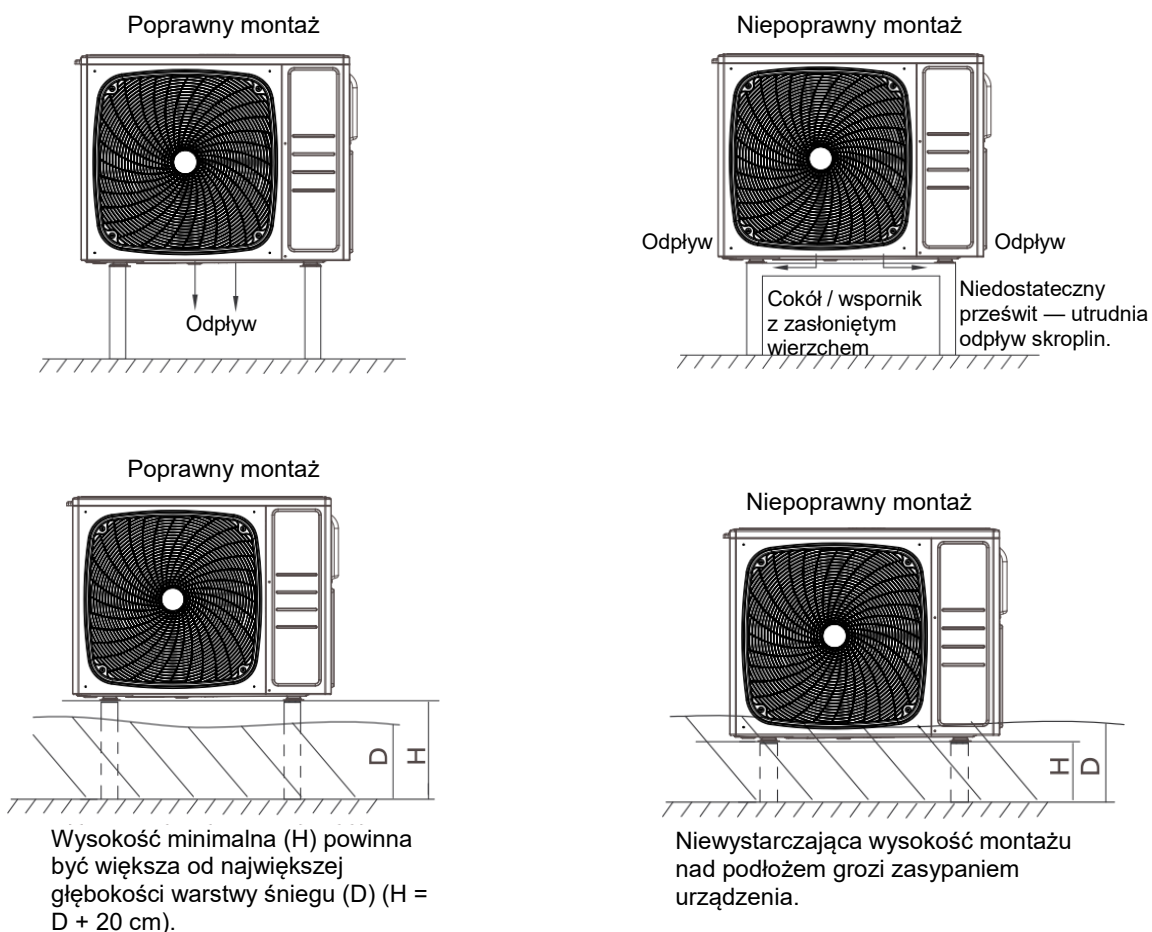 Poprawny montaż
Niepoprawny montaż
Odpływ
Odpływ
Odpływ
Cokół / wspornik
z zasłoniętym
wierzchem
Niedostateczny
prześwit — utrudnia
odpływ skroplin.
Poprawny montaż
Niepoprawny montaż
D
H
H
D
Wysokość minimalna (H) powinna
być większa od największej
głębokości warstwy śniegu (D) (H =
D + 20 cm).
Niewystarczająca wysokość montażu
nad podłożem grozi zasypaniem
urządzenia.